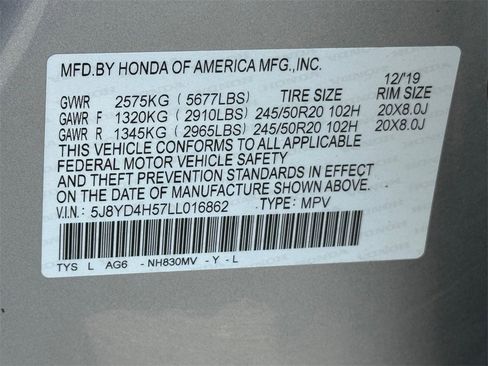 MFD.BY HONDA OF AMERICA MFG.,INC.
12/'19
GVWR 2575KG (5677LBS) TIRE SIZE RIM SIZE
GAWR F 1320KG (2910LBS) 245/50R20 102H 20X8.0J
GAWR R 1345KG (2965LBS) 245/50R20 102H 20X8.0J
THIS VEHICLE CONFORMS TO ALL APPLICABLE
FEDERAL MOTOR VEHICLE SAFETY
AND THEFT PREVENTION STANDARDS IN EFFECT
ON THE DATE OF MANUFACTURE SHOWN ABOVE.
V.I.N.: 5J8YD4H57LL016862 TYPE: MPV
TYS L AG6 -NH830MV -Y -L